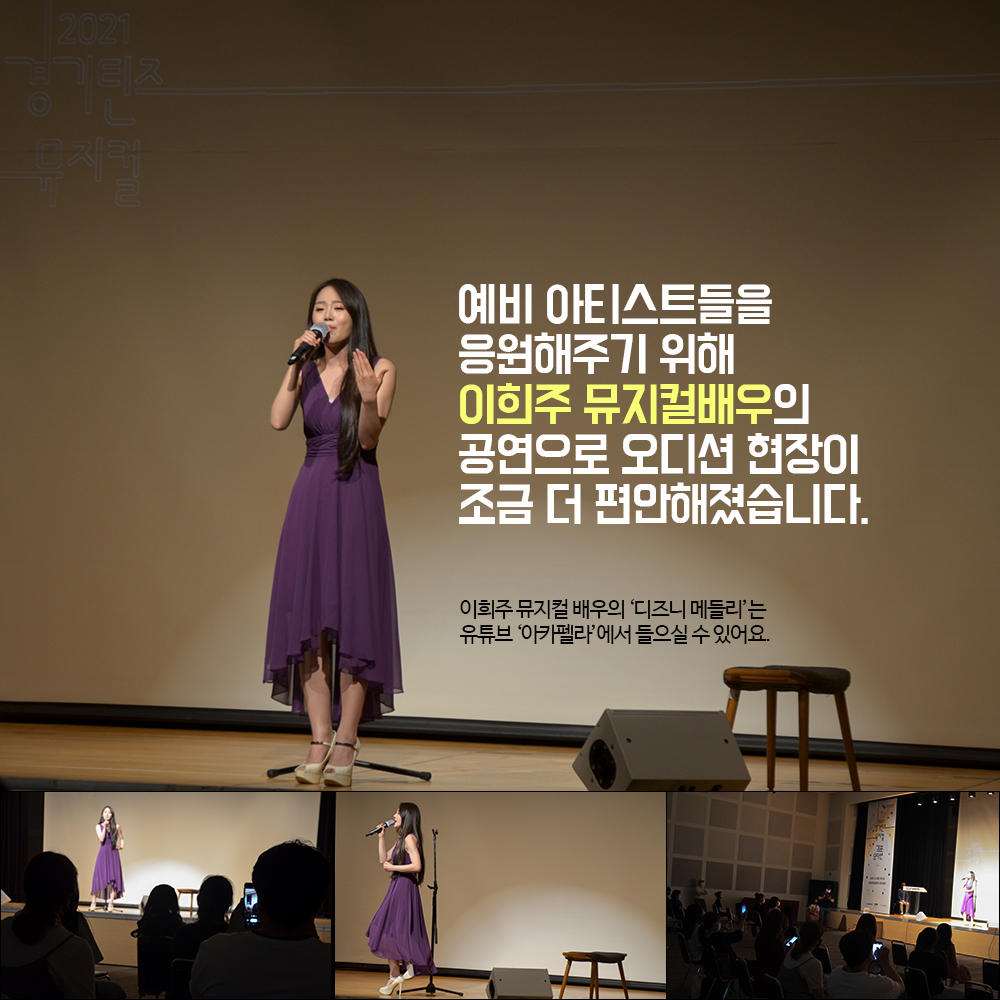 2021
경기틴즈
뮤지컬
예비 아티스트들을
응원해주기 위해
이희주 뮤지컬배우의
공연으로 오디션 현장이
조금 더 편안해졌습니다.
이희주 뮤지컬 배우의 ‘디즈니 메들리’는
유튜브 ‘아카펠라’에서 들으실 수 있어요.